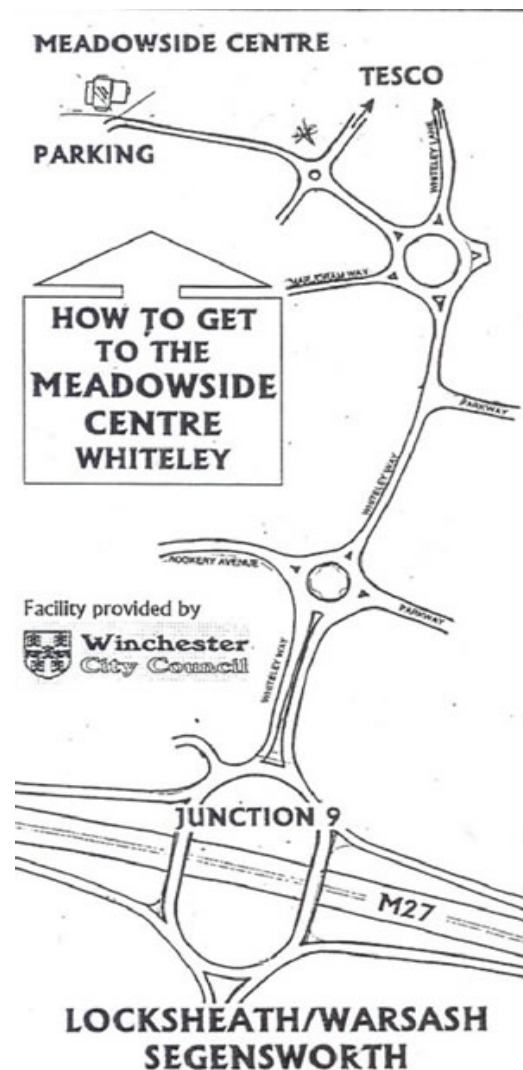 MEADOWSIDE CENTRE
TESCO
PARKING
WHITELEY LANE
HOW TO GET
TO THE
MEADOWSIDE
CENTRE
WHITELEY
PARKWAY
WHITELEY WAY
ROOKERY AVENUE
PARKWAY
Facility provided by
Winchester
City Council
WHITELEY WAY
JUNCTION 9
M27
LOCKSHEATH/WARSASH
SEGENSWORTH